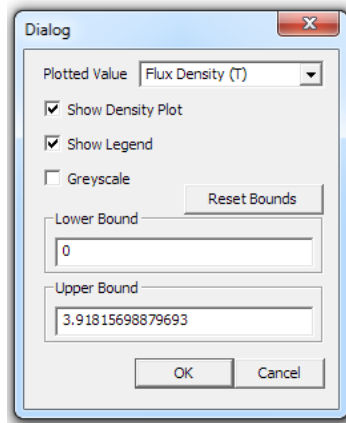 Dialog
Plotted Value Flux Density (T)
Show Density Plot
Show Legend
Greyscale
Reset Bounds
Lower Bound
0
Upper Bound
3.91815698879693
OK Cancel